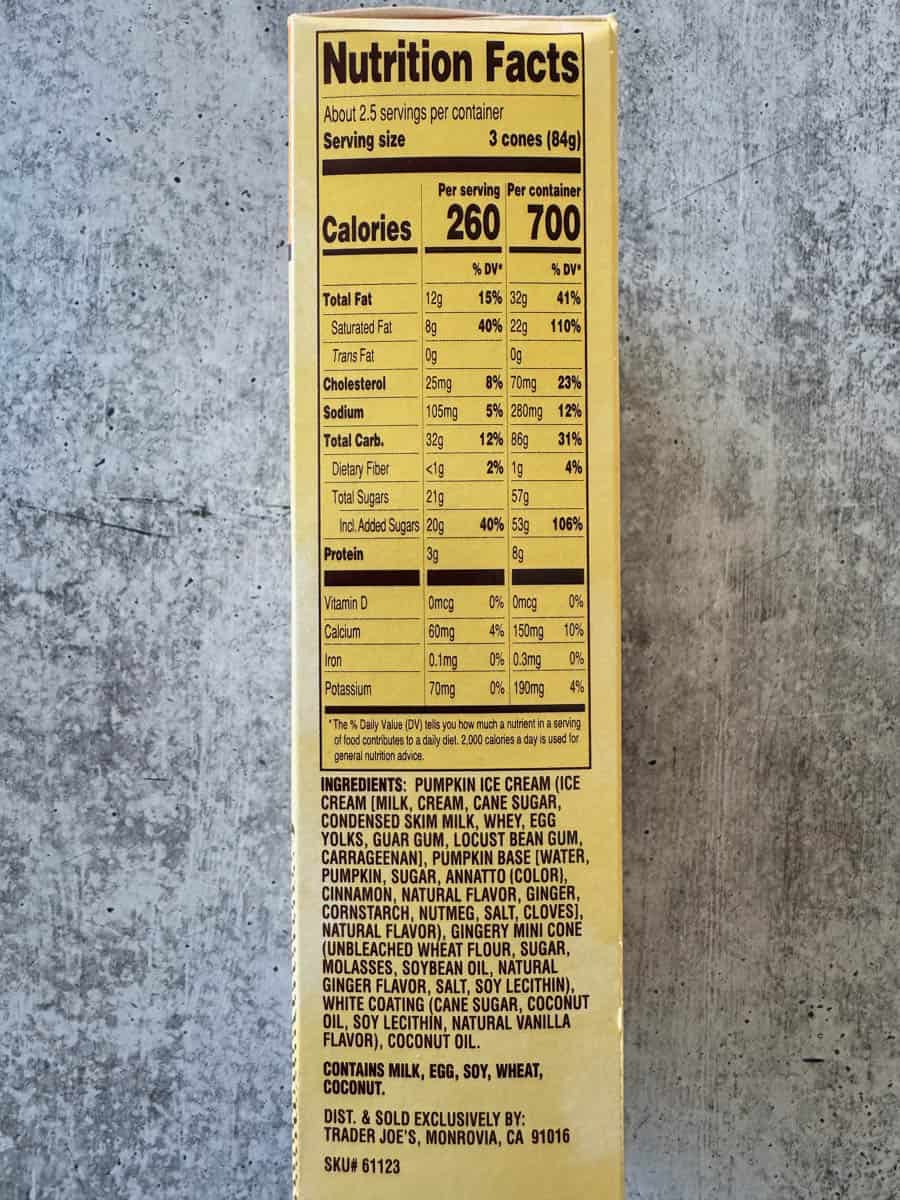 Nutrition Facts
About 2.5 servings per container
Serving size 3 cones (84g)
Per serving Per container
Calories 260 700
% DV* % DV*
Total Fat 12g 15% 32g 41%
Saturated Fat 8g 40% 22g 110%
Trans Fat 0g 0g
Cholesterol 25mg 8% 70mg 23%
Sodium 105mg 5% 280mg 12%
Total Carb. 32g 12% 86g 31%
Dietary Fiber <1g 2% 1g 4%
Total Sugars 21g 57g
Incl. Added Sugars 20g 40% 53g 106%
Protein 3g 8g
Vitamin D 0mcg 0% 0mcg 0%
Calcium 60mg 4% 150mg 10%
Iron 0.1mg 0% 0.3mg 0%
Potassium 70mg 0% 190mg 4%
*The % Daily Value (DV) tells you how much a nutrient in a serving
of food contributes to a daily diet. 2,000 calories a day is used for
general nutrition advice.
INGREDIENTS: PUMPKIN ICE CREAM (ICE
CREAM [MILK, CREAM, CANE SUGAR,
CONDENSED SKIM MILK, WHEY, EGG
YOLKS, GUAR GUM, LOCUST BEAN GUM,
CARRAGEENAN], PUMPKIN BASE [WATER,
PUMPKIN, SUGAR, ANNATTO (COLOR),
CINNAMON, NATURAL FLAVOR, GINGER,
CORNSTARCH, NUTMEG, SALT, CLOVES],
NATURAL FLAVOR), GINGERY MINI CONE
(UNBLEACHED WHEAT FLOUR, SUGAR,
MOLASSES, SOYBEAN OIL, NATURAL
GINGER FLAVOR, SALT, SOY LECITHIN),
WHITE COATING (CANE SUGAR, COCONUT
OIL, SOY LECITHIN, NATURAL VANILLA
FLAVOR), COCONUT OIL.
CONTAINS MILK, EGG, SOY, WHEAT,
COCONUT.
DIST. & SOLD EXCLUSIVELY BY:
TRADER JOE'S, MONROVIA, CA 91016
SKU# 61123